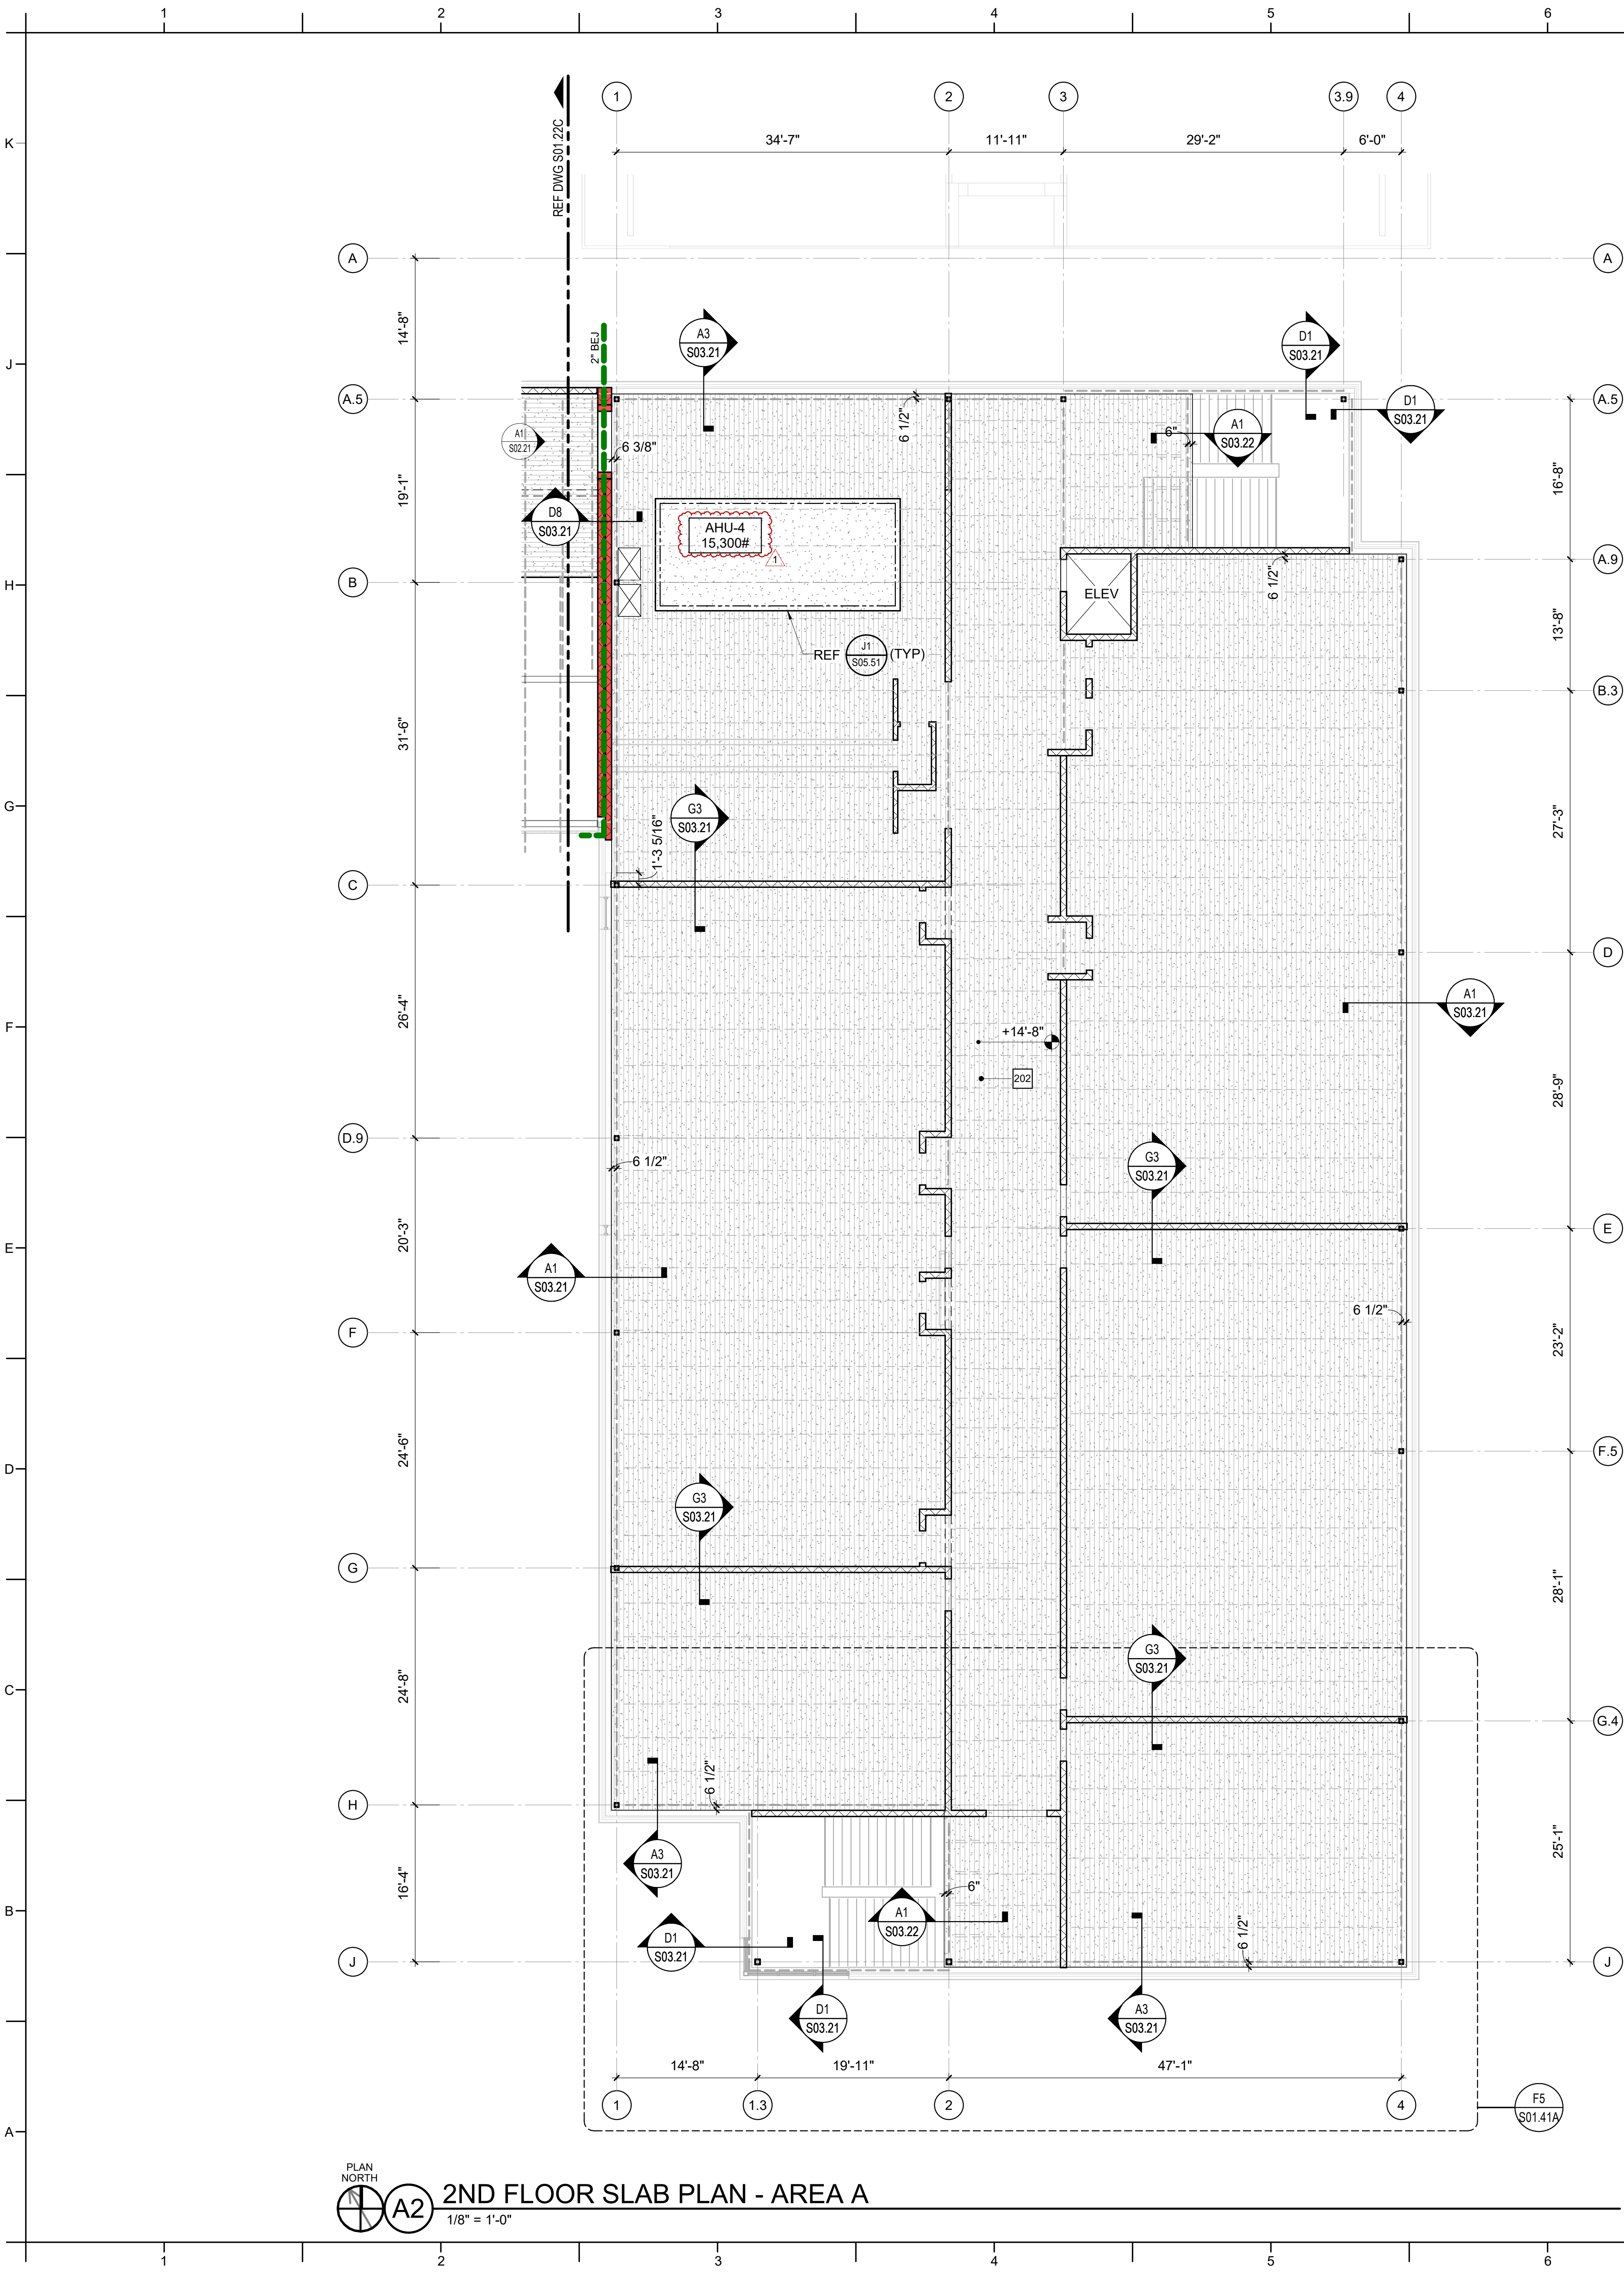 1 2 3 4 5 6
K
J
H
G
F
E
D
C
B
A
REF DWG S01.22C
1 2 3 3.9 4
34'-7" 11'-11" 29'-2" 6'-0"
A A
14'-8"
2" BEJ
A3
S03.21
D1
S03.21
A.5 A.5
D1
S03.21
A1
S02.21
6 3/8"
6 1/2"
6"
A1
S03.22
19'-1"
16'-8"
D8
S03.21
AHU-4
15,300#
1
A.9
6 1/2"
B
ELEV
13'-8"
REF J1
S05.51 (TYP)
B.3
31'-6"
G3
S03.21
1'-3 5/16"
27'-3"
C
D
26'-4"
A1
S03.21
+14'-8"
202
28'-9"
D.9
6 1/2"
G3
S03.21
20'-3"
E
A1
S03.21
6 1/2"
F
23'-2"
24'-6"
F.5
G3
S03.21
G
28'-1"
G3
S03.21
24'-8"
G.4
6 1/2"
H
A3
S03.21
16'-4"
25'-1"
6"
A1
S03.22
D1
S03.21
6 1/2"
J J
D1
S03.21
A3
S03.21
14'-8" 19'-11" 47'-1"
1 1.3 2 4
F5
S01.41A
PLAN
NORTH
A2 2ND FLOOR SLAB PLAN - AREA A
1/8" = 1'-0"
1 2 3 4 5 6